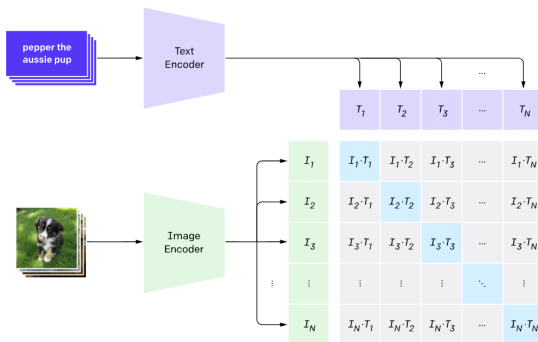 pepper the
aussie pup
Text
Encoder
...
T1 T2 T3 ... TN
I1 I1·T1 I1·T2 I1·T3 ... I1·TN
I2 I2·T1 I2·T2 I2·T3 ... I2·TN
Image
Encoder
I3 I3·T1 I3·T2 I3·T3 ... I3·TN
⋮ ⋮ ⋮ ⋮ ⋮ ⋱ ⋮
IN IN·T1 IN·T2 IN·T3 ... IN·TN